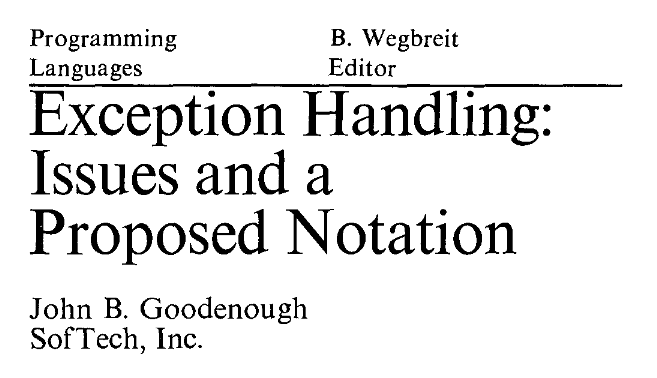 Programming
Languages
B. Wegbreit
Editor
Exception Handling:
Issues and a
Proposed Notation
John B. Goodenough
SofTech, Inc.